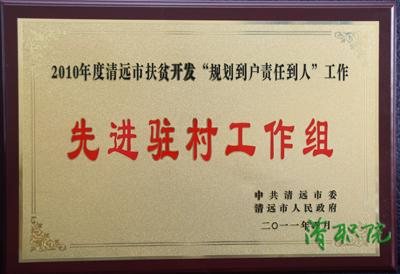 2010年度清远市扶贫开发“规划到户责任到人”工作
先进驻村工作组
中共清远市委
清远市人民政府
二〇一一年 月
清职院